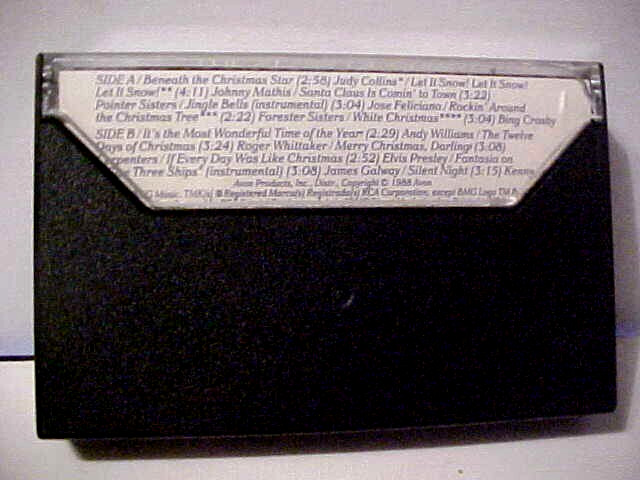 SIDE A / Beneath the Christmas Star (2:58) Judy Collins* / Let It Snow! Let It Snow!
Let It Snow!** (4:11) Johnny Mathis / Santa Claus Is Comin' to Town (3:22)
Pointer Sisters / Jingle Bells (instrumental) (3:04) Jose Feliciano / Rockin' Around
the Christmas Tree*** (2:22) Forester Sisters / White Christmas**** (3:04) Bing Crosby
SIDE B / It's the Most Wonderful Time of the Year (2:29) Andy Williams / The Twelve
Days of Christmas (3:24) Roger Whittaker / Merry Christmas, Darling! (3:08)
Carpenters / If Every Day Was Like Christmas (2:52) Elvis Presley / Fantasia on
Three Ships* (instrumental) (3:08) James Galway / Silent Night (3:15) Kenny
Avon Products, Inc., Distr., Copyright © 1988 Avon
Music. TMK(s) ® Registered Marca(s) Registrada(s) RCA Corporation, except BMG Logo TM